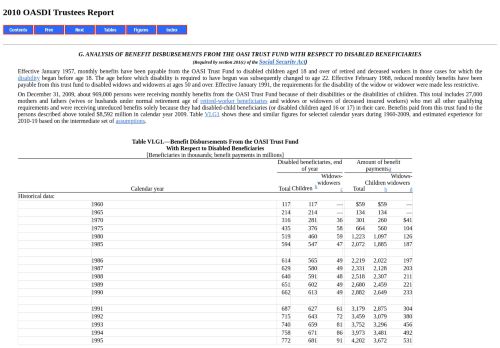 2010 OASDI Trustees Report
Contents Prev Next Tables Figures Index
G. ANALYSIS OF BENEFIT DISBURSEMENTS FROM THE OASI TRUST FUND WITH RESPECT TO DISABLED BENEFICIARIES
(Required by section 201(c) of the Social Security Act)
Effective January 1957, monthly benefits have been payable from the OASI Trust Fund to disabled children aged 18 and over of retired and deceased workers in those cases for which the
disability began before age 18. The age before which disability is required to have begun was subsequently changed to age 22. Effective February 1968, reduced monthly benefits have been
payable from this trust fund to disabled widows and widowers at ages 50 and over. Effective January 1991, the requirements for the disability of the widow or widower were made less restrictive.
On December 31, 2009, about 969,000 persons were receiving monthly benefits from the OASI Trust Fund because of their disabilities or the disabilities of children. This total includes 27,000
mothers and fathers (wives or husbands under normal retirement age of retired-worker beneficiaries and widows or widowers of deceased insured workers) who met all other qualifying
requirements and were receiving unreduced benefits solely because they had disabled-child beneficiaries (or disabled children aged 16 or 17) in their care. Benefits paid from this trust fund to the
persons described above totaled $8,592 million in calendar year 2009. Table VI.G1 shows these and similar figures for selected calendar years during 1960-2009, and estimated experience for
2010-19 based on the intermediate set of assumptions.
Table VI.G1.—Benefit Disbursements From the OASI Trust Fund
With Respect to Disabled Beneficiaries
[Beneficiaries in thousands; benefit payments in millions]
Disabled beneficiaries, end of year Amount of benefit payments a
Calendar year Total Children b Widows-widowers c Total Children b Widows-widowers d
Historical data:
1960 117 117 — $59 $59 —
1965 214 214 — 134 134 —
1970 316 281 36 301 260 $41
1975 435 376 58 664 560 104
1980 519 460 59 1,223 1,097 126
1985 594 547 47 2,072 1,885 187
1986 614 565 49 2,219 2,022 197
1987 629 580 49 2,331 2,128 203
1988 640 591 48 2,518 2,307 211
1989 651 602 49 2,680 2,459 221
1990 662 613 49 2,882 2,649 233
1991 687 627 61 3,179 2,875 304
1992 715 643 72 3,459 3,079 380
1993 740 659 81 3,752 3,296 456
1994 758 671 86 3,973 3,481 492
1995 772 681 91 4,202 3,672 531